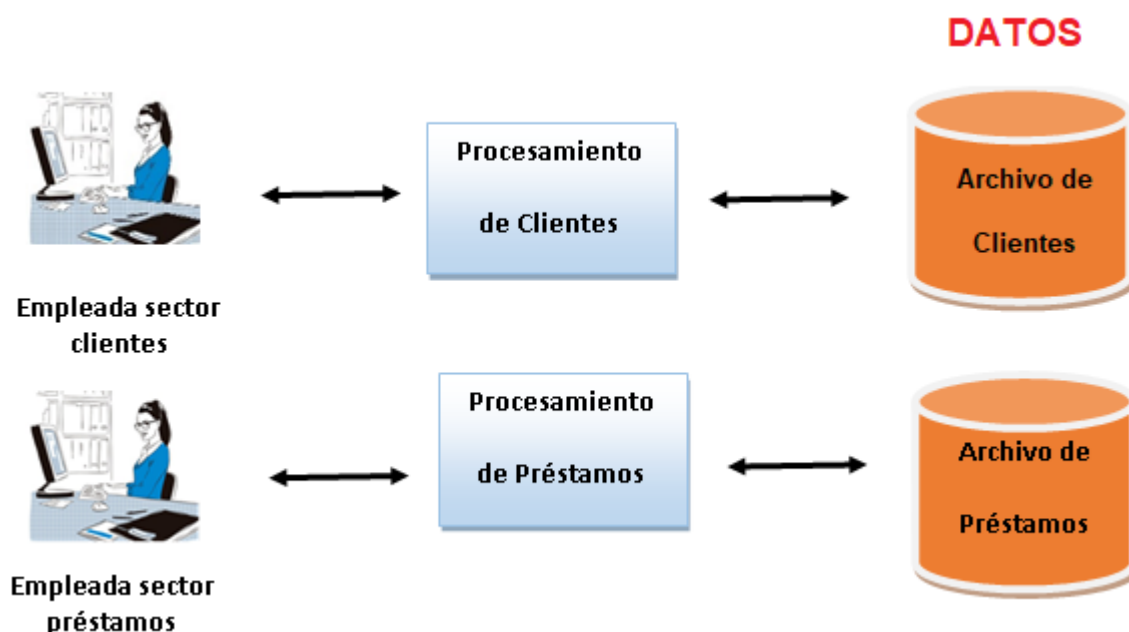 DATOS
Procesamiento
de Clientes
Archivo de
Clientes
Empleada sector
clientes
Procesamiento
de Préstamos
Archivo de
Préstamos
Empleada sector
préstamos